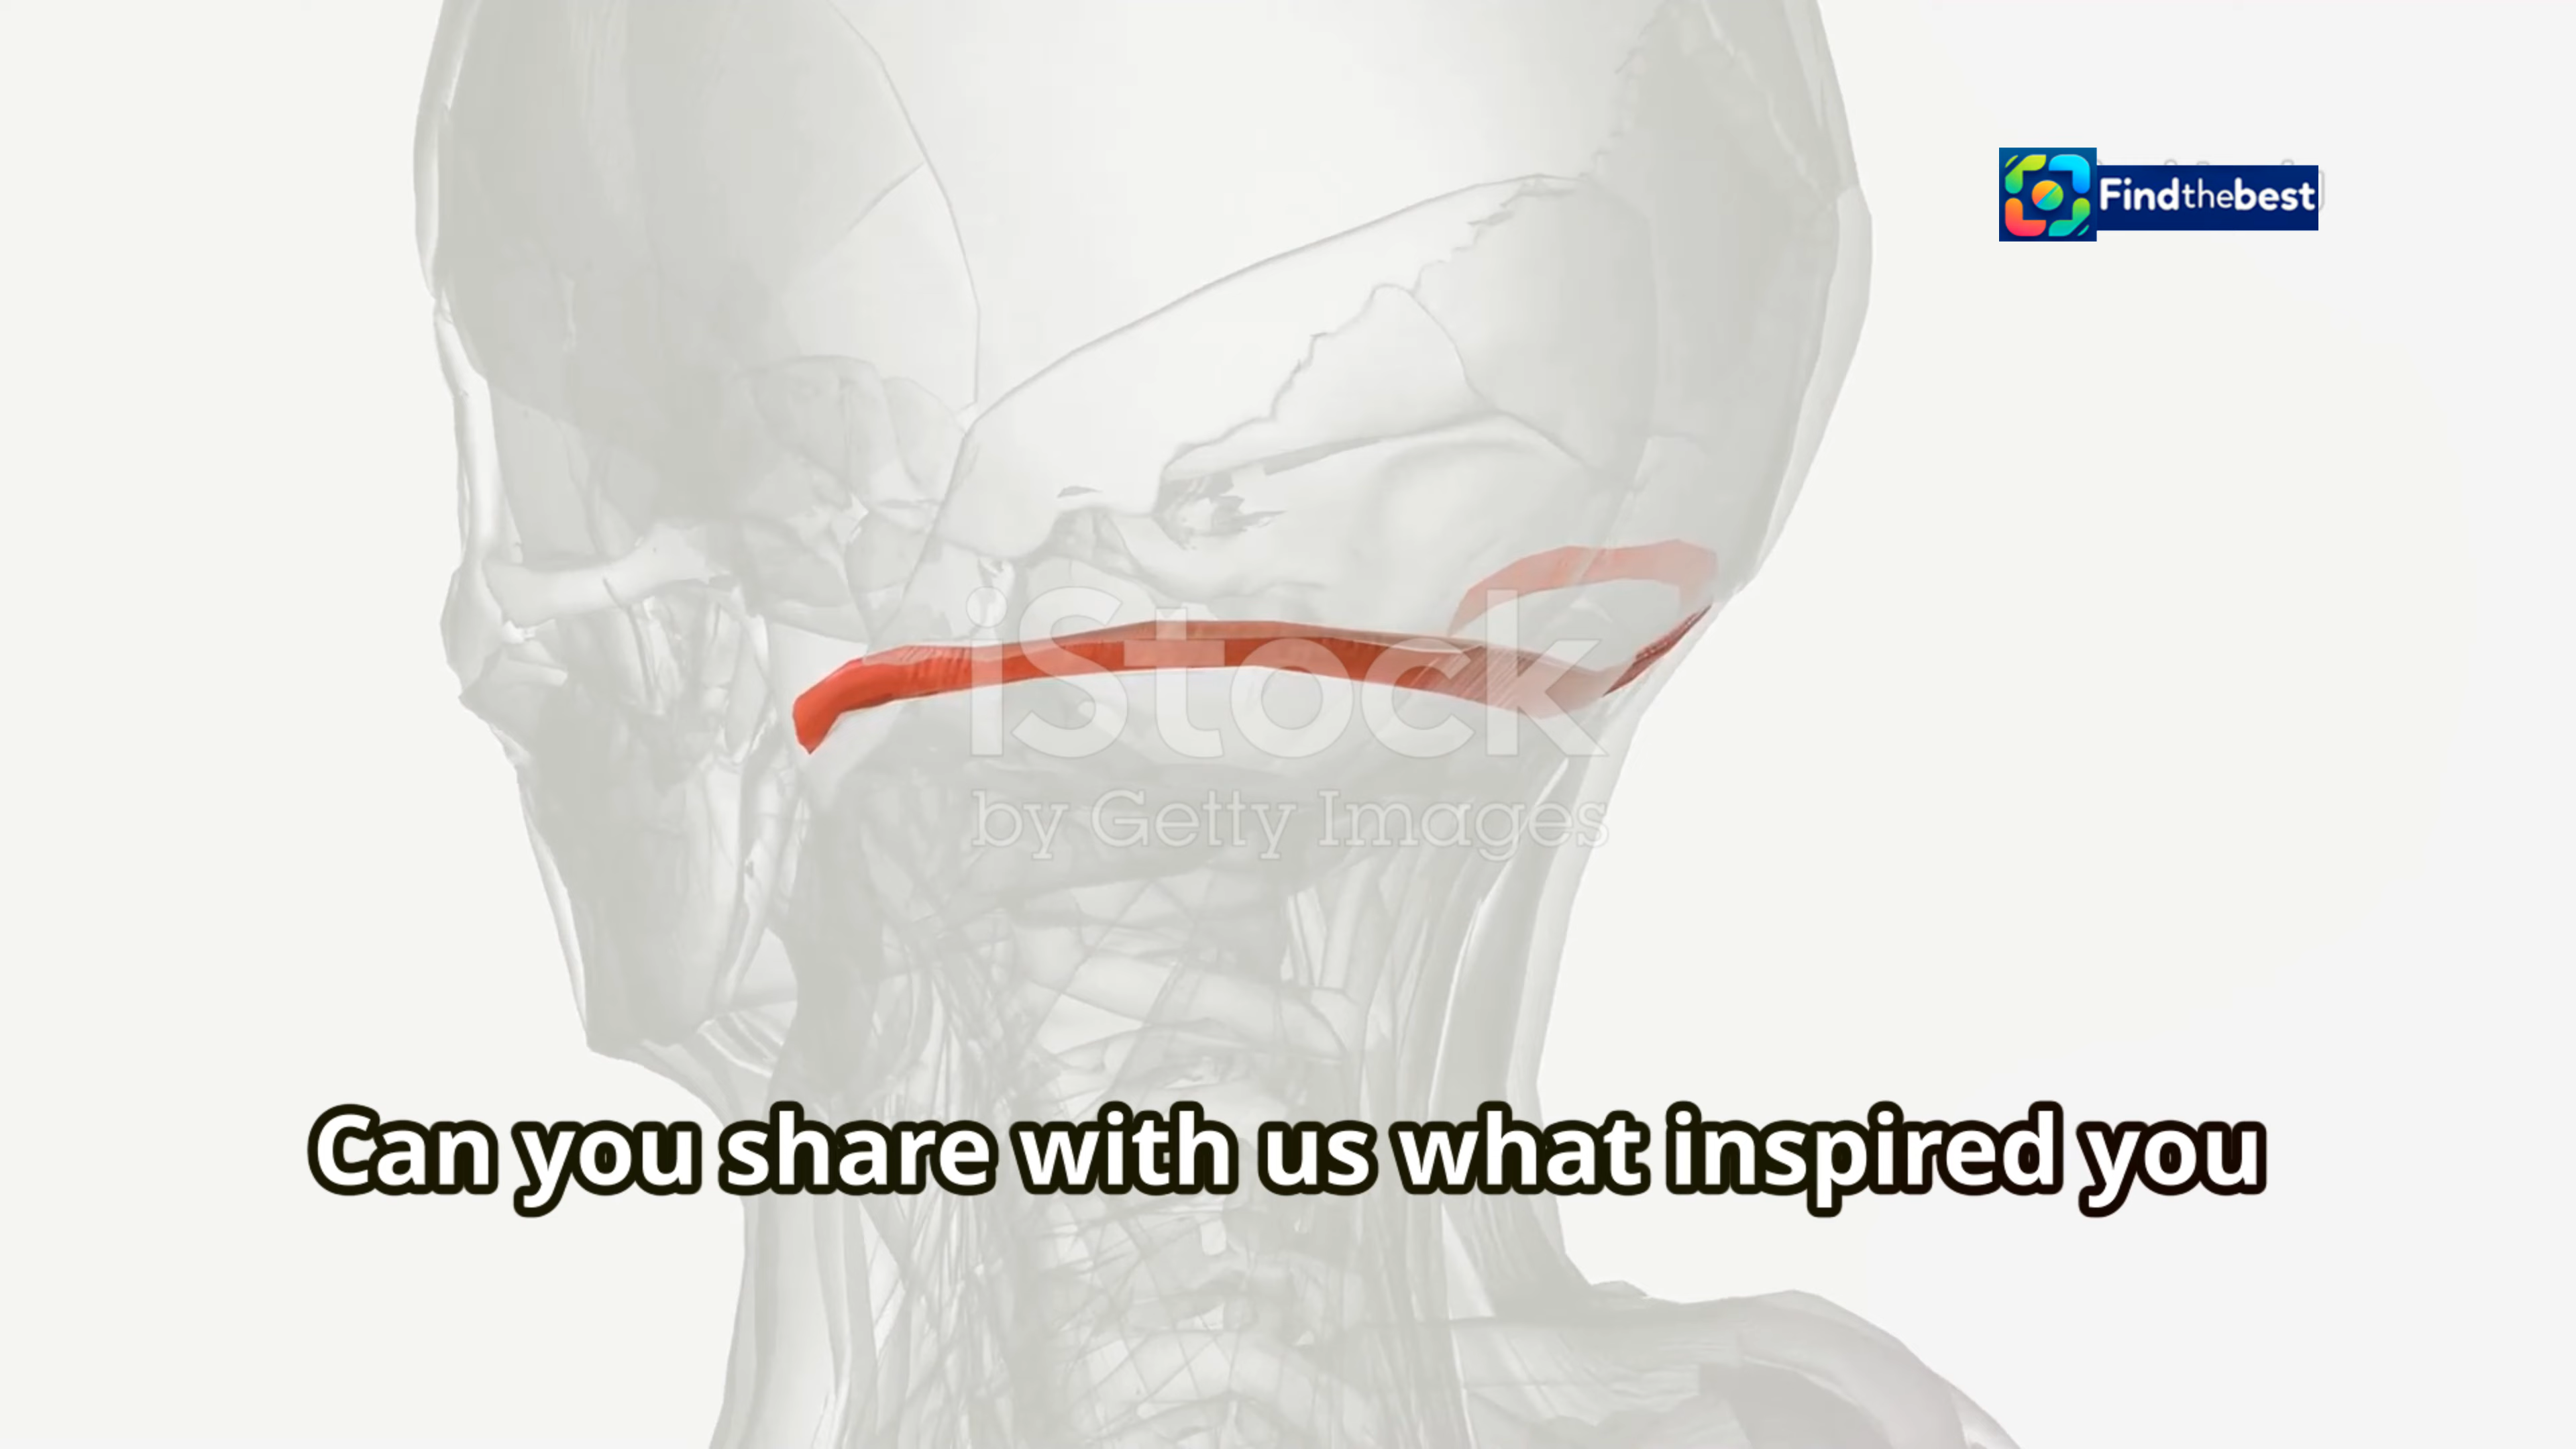 Findthebest
iStock
by Getty Images
Can you share with us what inspired you